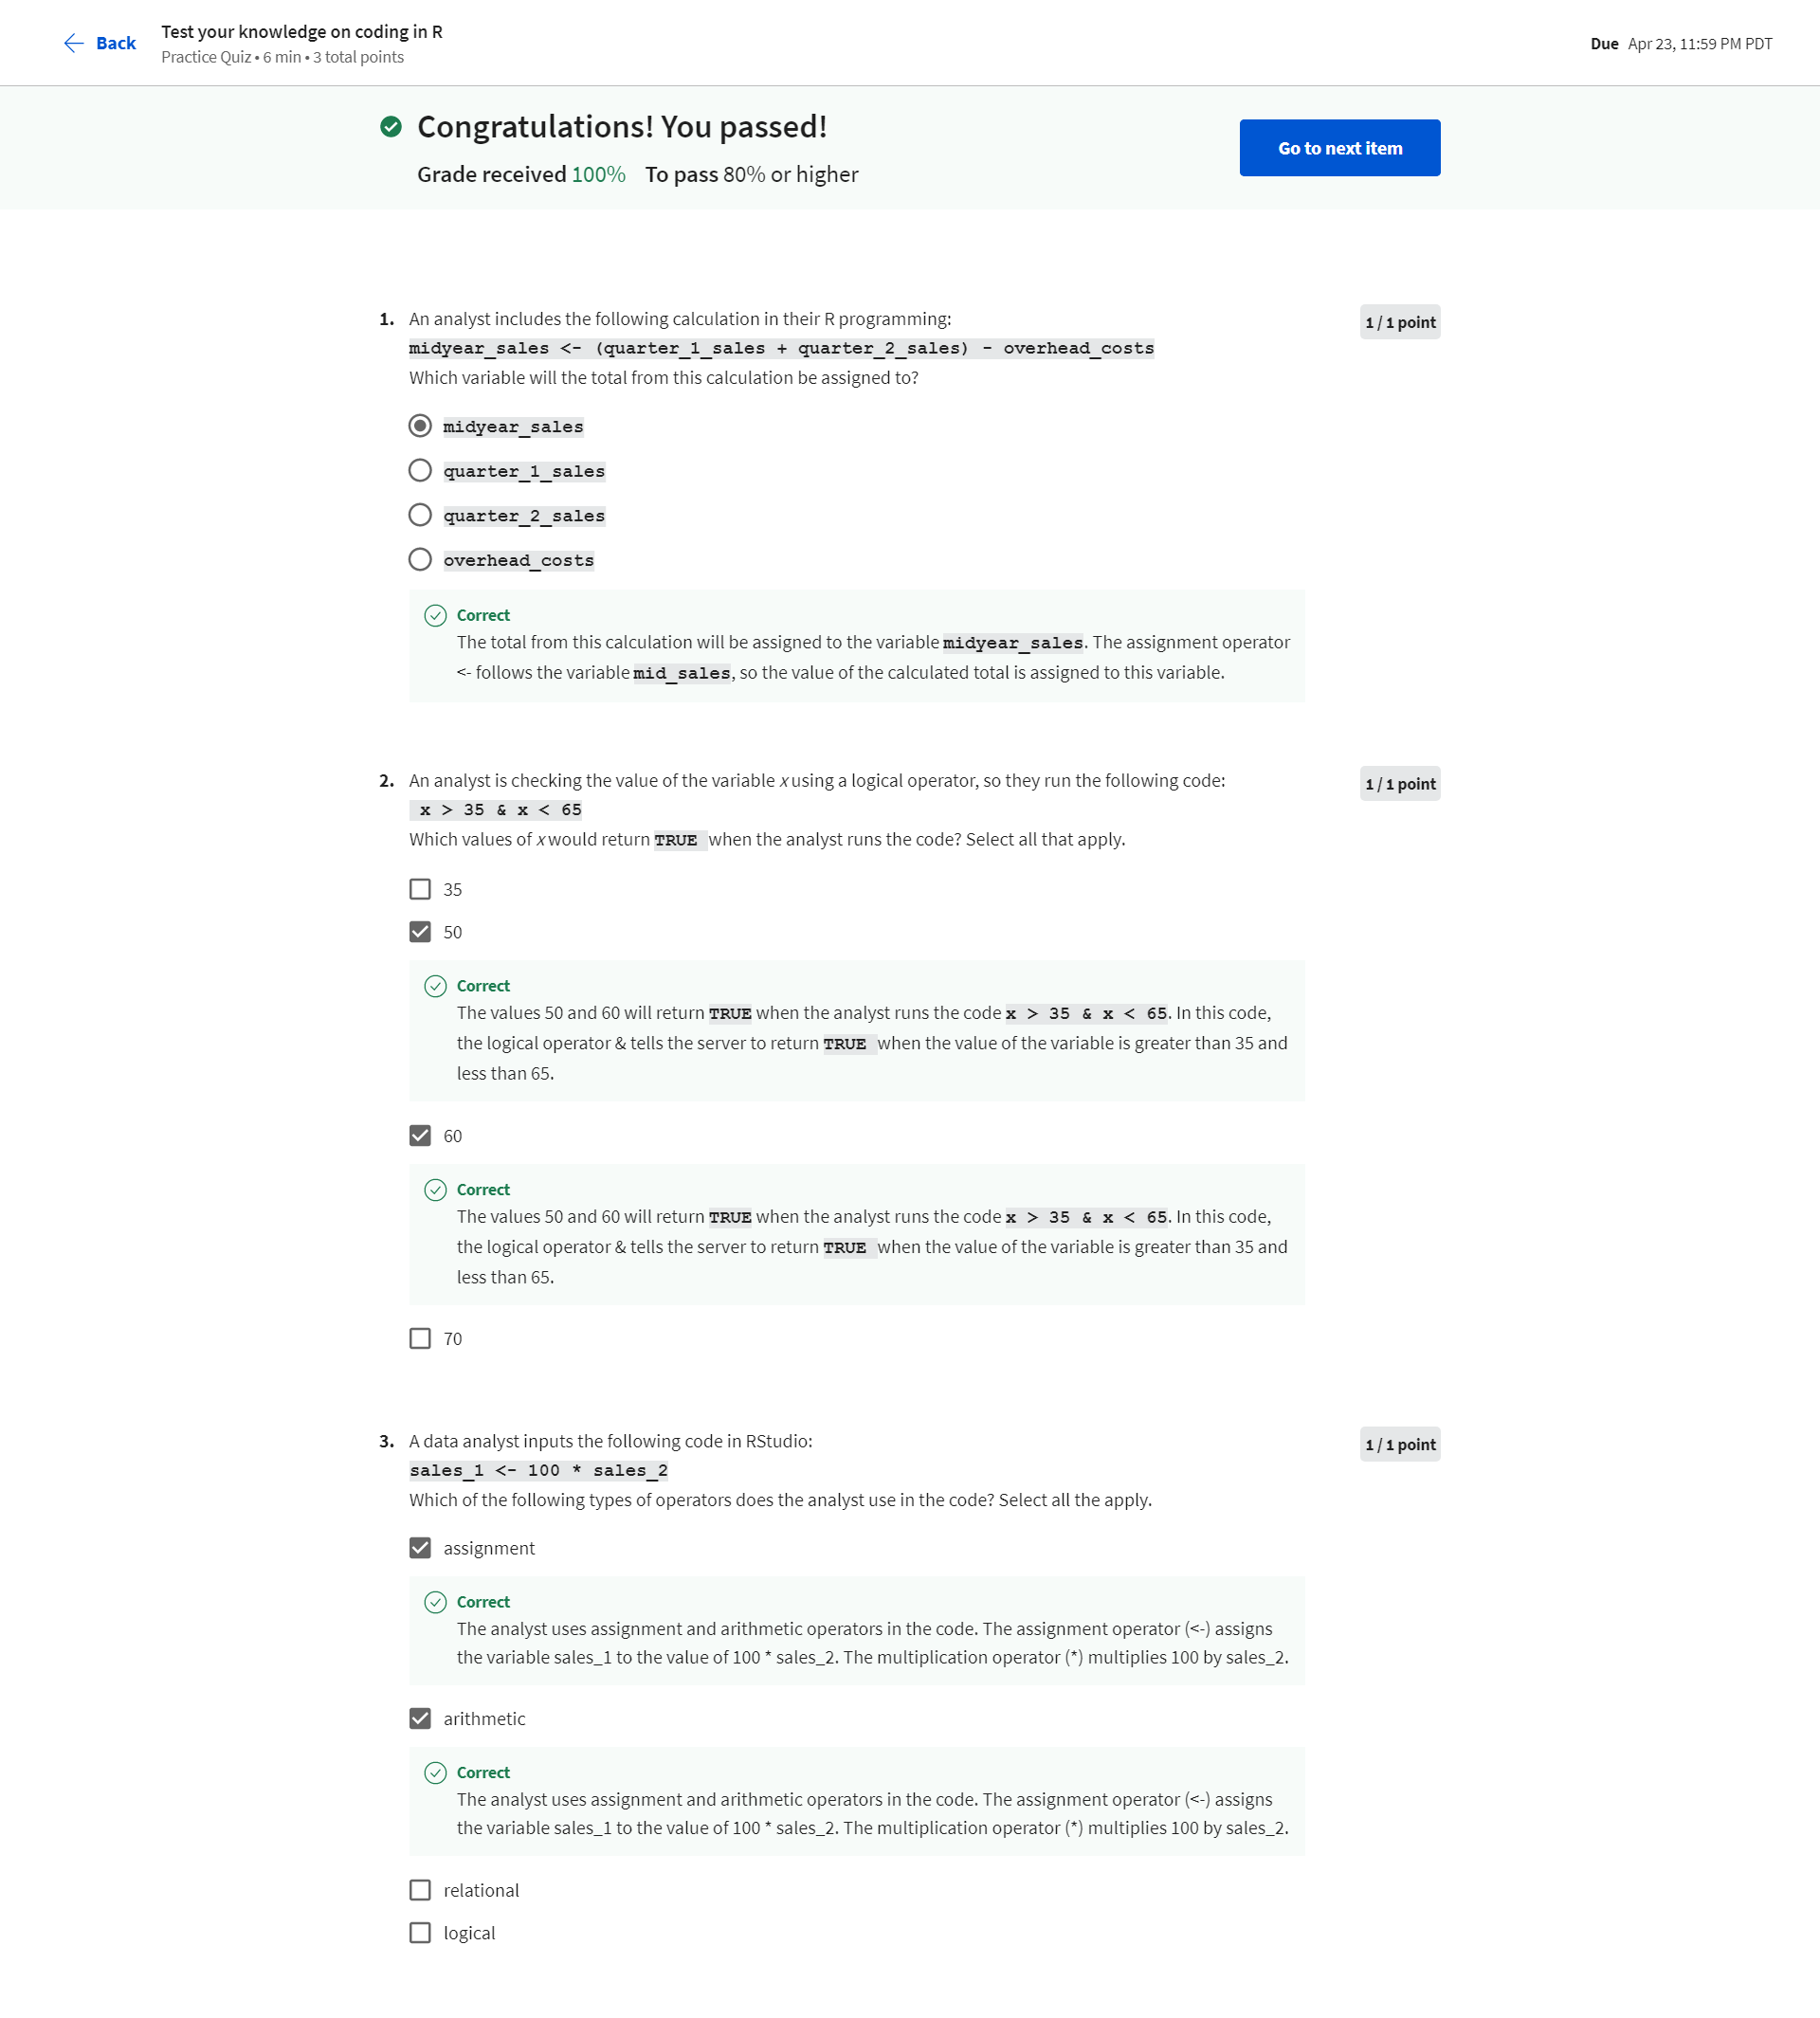 Back
Test your knowledge on coding in R
Practice Quiz • 6 min • 3 total points
Due Apr 23, 11:59 PM PDT
Congratulations! You passed!
Grade received 100% To pass 80% or higher
Go to next item
1. An analyst includes the following calculation in their R programming:
1 / 1 point
midyear_sales <- (quarter_1_sales + quarter_2_sales) - overhead_costs
Which variable will the total from this calculation be assigned to?
midyear_sales
quarter_1_sales
quarter_2_sales
overhead_costs
Correct
The total from this calculation will be assigned to the variable midyear_sales. The assignment operator
<- follows the variable mid_sales, so the value of the calculated total is assigned to this variable.
2. An analyst is checking the value of the variable x using a logical operator, so they run the following code:
1 / 1 point
x > 35 & x < 65
Which values of x would return TRUE when the analyst runs the code? Select all that apply.
35
50
Correct
The values 50 and 60 will return TRUE when the analyst runs the code x > 35 & x < 65. In this code,
the logical operator & tells the server to return TRUE when the value of the variable is greater than 35 and
less than 65.
60
Correct
The values 50 and 60 will return TRUE when the analyst runs the code x > 35 & x < 65. In this code,
the logical operator & tells the server to return TRUE when the value of the variable is greater than 35 and
less than 65.
70
3. A data analyst inputs the following code in RStudio:
1 / 1 point
sales_1 <- 100 * sales_2
Which of the following types of operators does the analyst use in the code? Select all the apply.
assignment
Correct
The analyst uses assignment and arithmetic operators in the code. The assignment operator (<-) assigns
the variable sales_1 to the value of 100 * sales_2. The multiplication operator (*) multiplies 100 by sales_2.
arithmetic
Correct
The analyst uses assignment and arithmetic operators in the code. The assignment operator (<-) assigns
the variable sales_1 to the value of 100 * sales_2. The multiplication operator (*) multiplies 100 by sales_2.
relational
logical